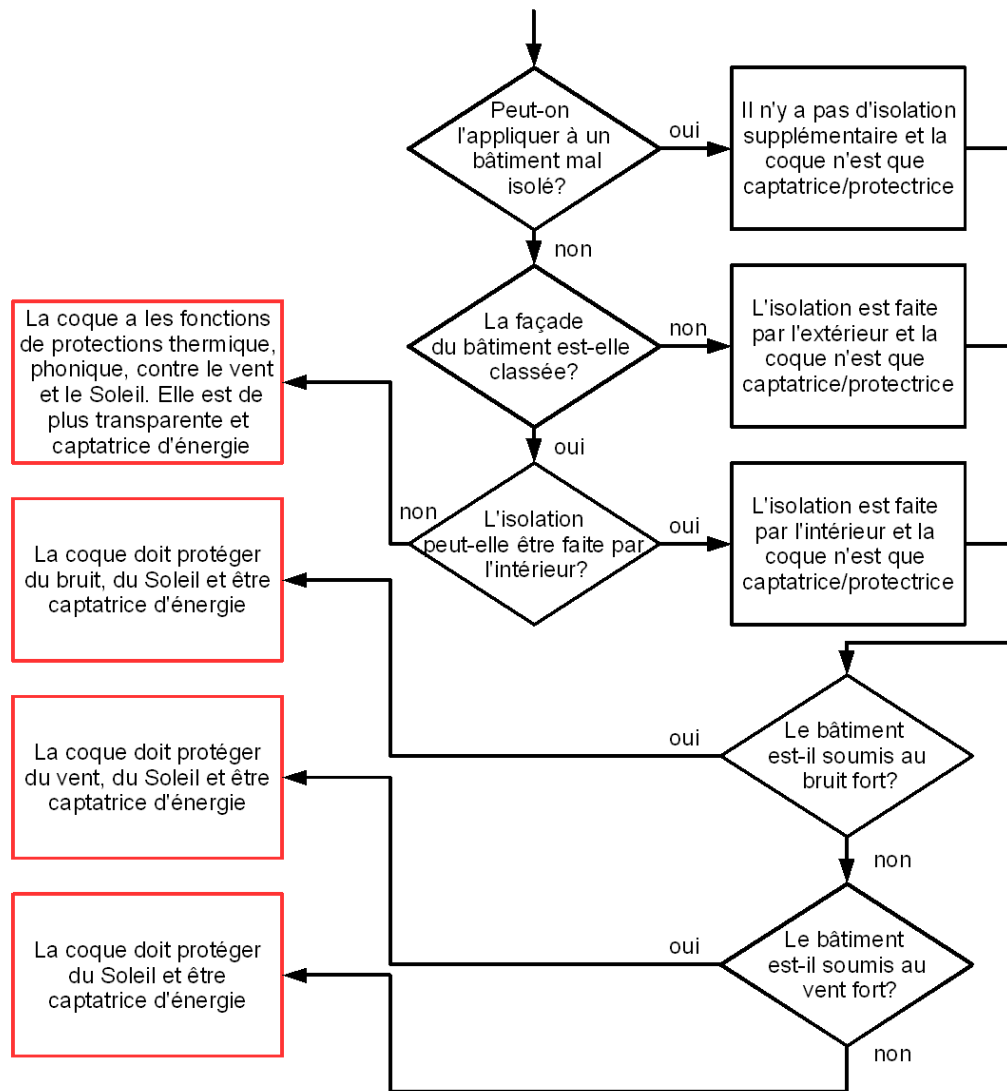 Peut-on
l'appliquer à un
bâtiment mal
isolé?
oui
Il n'y a pas d'isolation
supplémentaire et la
coque n'est que
captatrice/protectrice
non
La façade
du bâtiment est-elle
classée?
non
L'isolation est faite
par l'extérieur et la
coque n'est que
captatrice/protectrice
La coque a les fonctions
de protections thermique,
phonique, contre le vent
et le Soleil. Elle est de
plus transparente et
captatrice d'énergie
oui
non
L'isolation
peut-elle être faite par
l'intérieur?
oui
L'isolation est faite
par l'intérieur et la
coque n'est que
captatrice/protectrice
La coque doit protéger
du bruit, du Soleil et être
captatrice d'énergie
oui
Le bâtiment
est-il soumis au
bruit fort?
La coque doit protéger
du vent, du Soleil et être
captatrice d'énergie
non
oui
Le bâtiment
est-il soumis au
vent fort?
La coque doit protéger
du Soleil et être
captatrice d'énergie
non